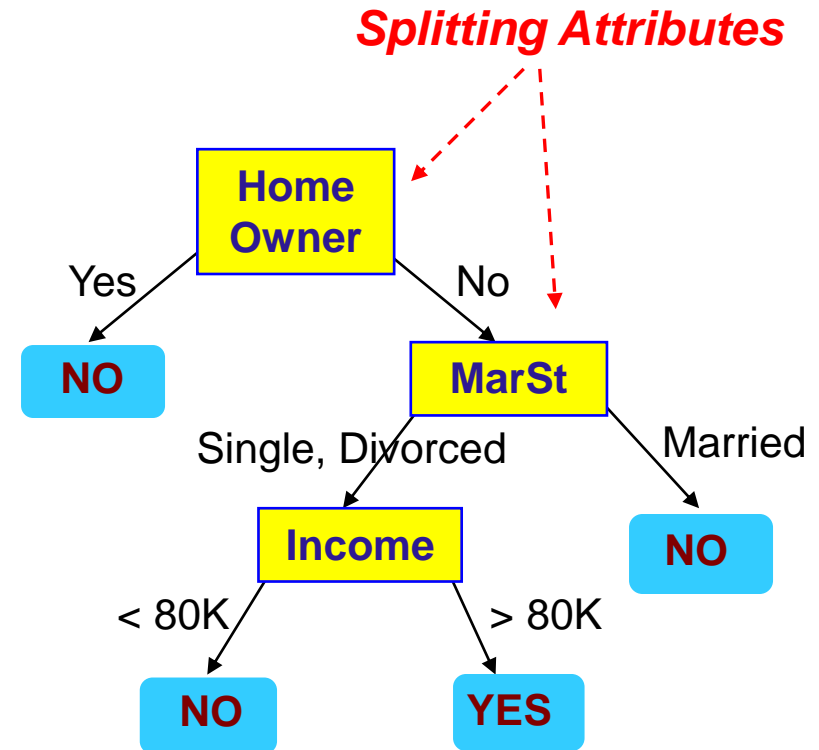 Splitting Attributes
Home
Owner
Yes
No
NO
MarSt
Single, Divorced
Married
Income
NO
< 80K
> 80K
NO
YES